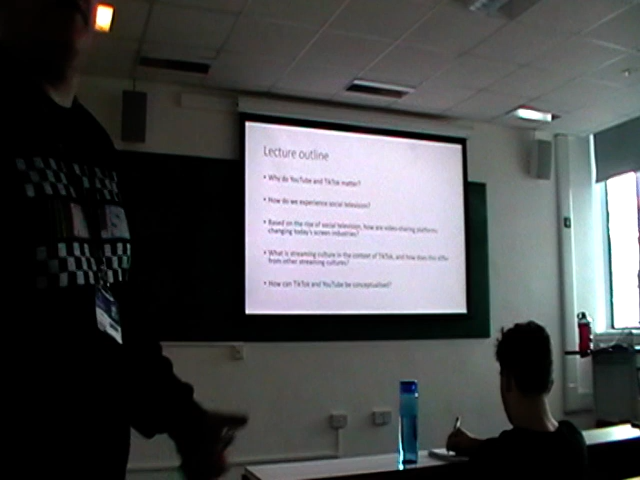 Lecture outline
• Why do YouTube and TikTok matter?
• How do we experience social television?
• Based on the rise of social television, how are video-sharing platforms
changing today's screen industries?
• What is streaming culture in the context of TikTok, and how does this differ
from other streaming cultures?
• How can TikTok and YouTube be conceptualised?